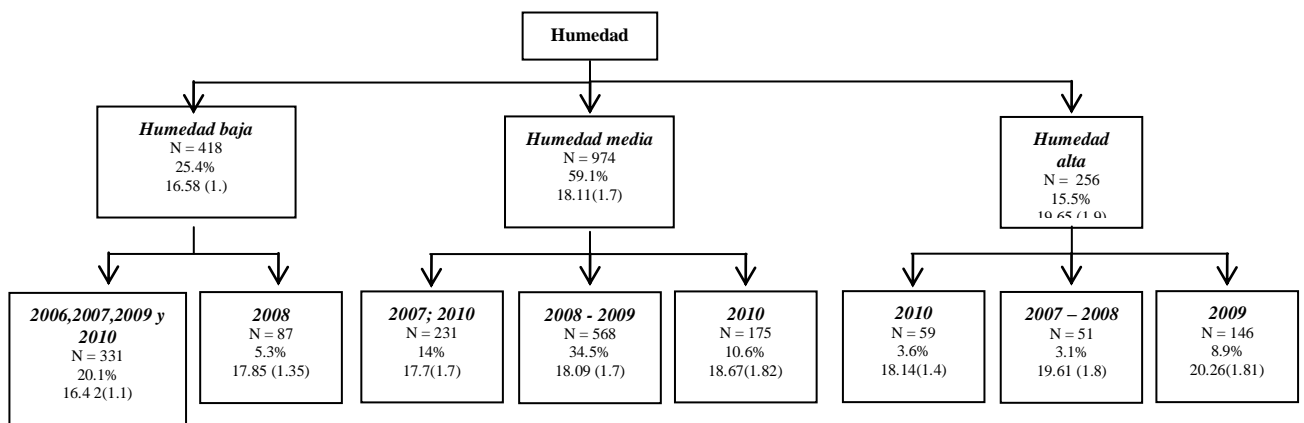 Humedad
Humedad baja
N = 418
25.4%
16.58 (1.)
Humedad media
N = 974
59.1%
18.11(1.7)
Humedad
alta
N = 256
15.5%
19.65 (1.9)
2006,2007,2009 y
2010
N = 331
20.1%
16.4 2(1.1)
2008
N = 87
5.3%
17.85 (1.35)
2007; 2010
N = 231
14%
17.7(1.7)
2008 - 2009
N = 568
34.5%
18.09 (1.7)
2010
N = 175
10.6%
18.67(1.82)
2010
N = 59
3.6%
18.14(1.4)
2007 – 2008
N = 51
3.1%
19.61 (1.8)
2009
N = 146
8.9%
20.26(1.81)